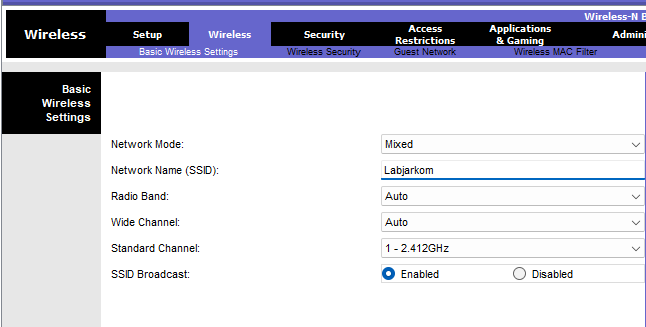 Wireless-N B
Wireless
Setup Wireless Security Access Restrictions Applications & Gaming Admini
Basic Wireless Settings Wireless Security Guest Network Wireless MAC Filter
Basic
Wireless
Settings
Network Mode: Mixed
Network Name (SSID): Labjarkom
Radio Band: Auto
Wide Channel: Auto
Standard Channel: 1 - 2.412GHz
SSID Broadcast: Enabled Disabled